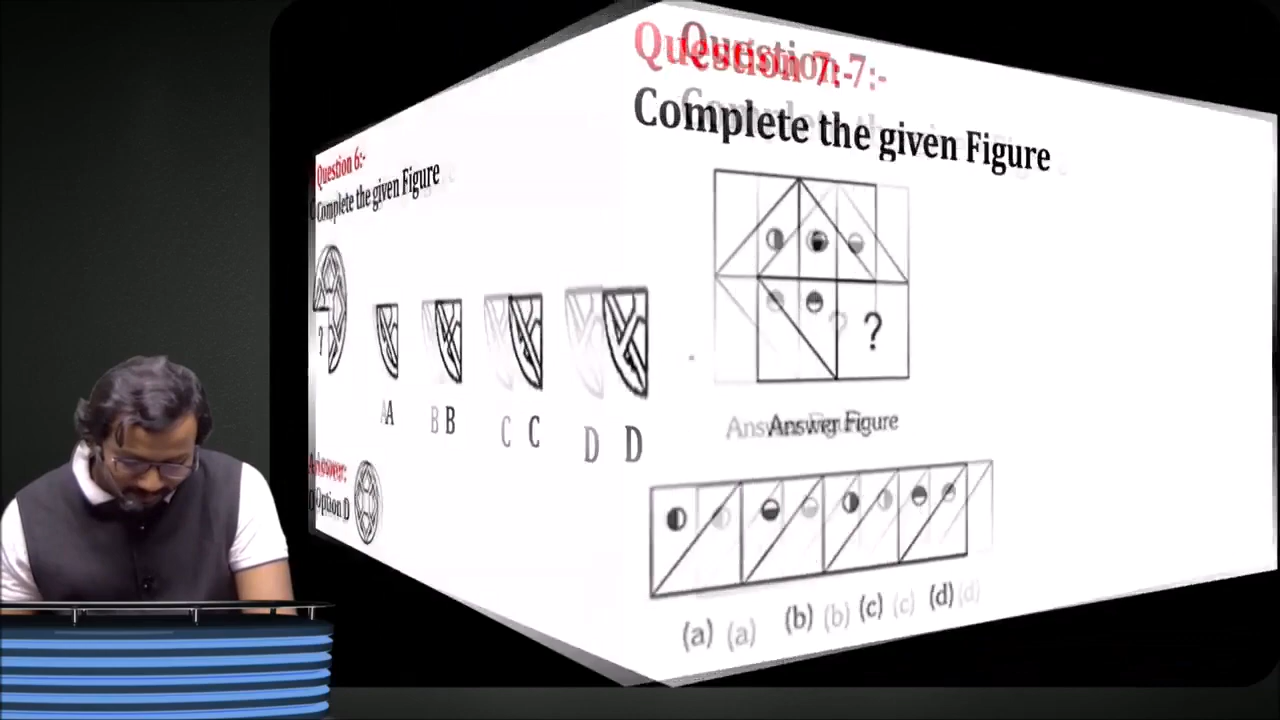 Question 6:-
Complete the given Figure
?
A B C D
Answer:
Option D
Question 7:-
Complete the given Figure
?
Answer Figure
(a) (b) (c) (d)